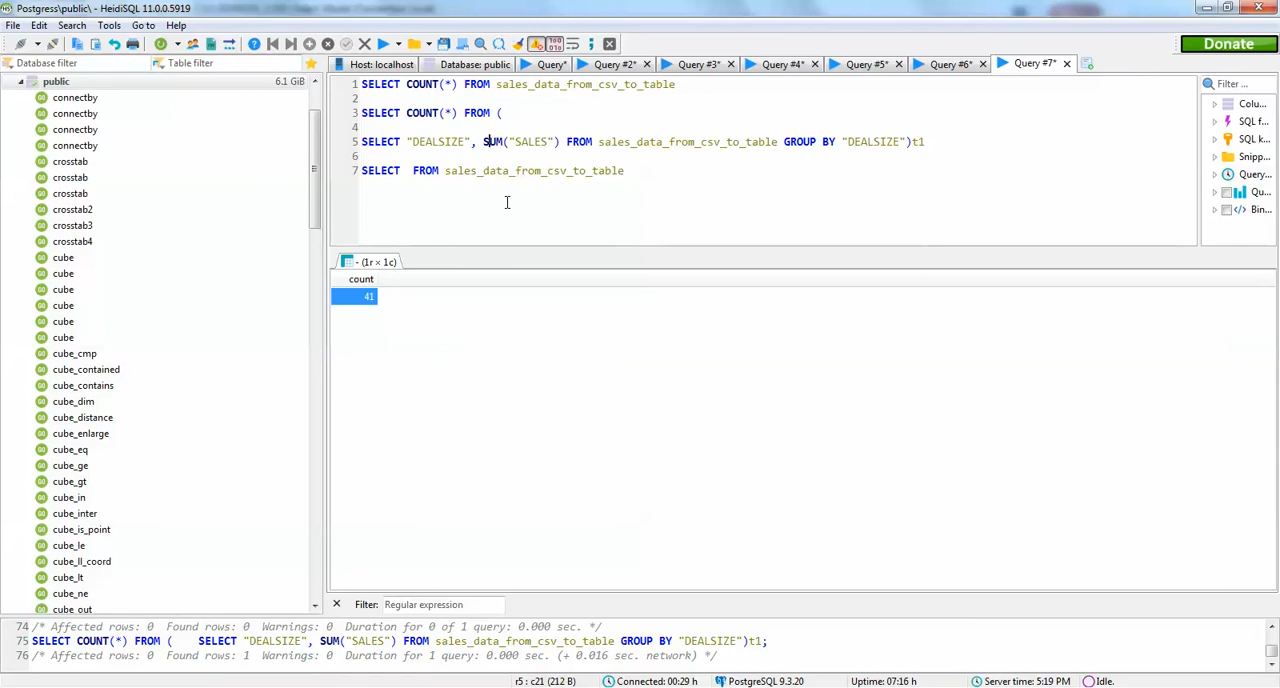 Postgress\public\ - HeidiSQL 11.0.0.5919
File Edit Search Tools Go to Help
Donate
Database filter Table filter
Host: localhost Database: public Query* Query #2* Query #3* Query #4* Query #5* Query #6* Query #7*
public 6.1 GiB
connectby
connectby
connectby
connectby
crosstab
crosstab
crosstab
crosstab2
crosstab3
crosstab4
cube
cube
cube
cube
cube
cube
cube_cmp
cube_contained
cube_contains
cube_dim
cube_distance
cube_enlarge
cube_eq
cube_ge
cube_gt
cube_in
cube_inter
cube_is_point
cube_le
cube_ll_coord
cube_lt
cube_ne
cube_out
1 SELECT COUNT(*) FROM sales_data_from_csv_to_table
2
3 SELECT COUNT(*) FROM (
4
5 SELECT "DEALSIZE", SUM("SALES") FROM sales_data_from_csv_to_table GROUP BY "DEALSIZE")t1
6
7 SELECT FROM sales_data_from_csv_to_table
Filter ...
Colu...
SQL f...
SQL k...
Snipp...
Query...
Qu...
Bin...
- (1r × 1c)
count
41
Filter: Regular expression
74 /* Affected rows: 0 Found rows: 0 Warnings: 0 Duration for 0 of 1 query: 0.000 sec. */
75 SELECT COUNT(*) FROM ( SELECT "DEALSIZE", SUM("SALES") FROM sales_data_from_csv_to_table GROUP BY "DEALSIZE")t1;
76 /* Affected rows: 0 Found rows: 1 Warnings: 0 Duration for 1 query: 0.000 sec. (+ 0.016 sec. network) */
r5 : c21 (212 B) Connected: 00:29 h PostgreSQL 9.3.20 Uptime: 07:16 h Server time: 5:19 PM Idle.